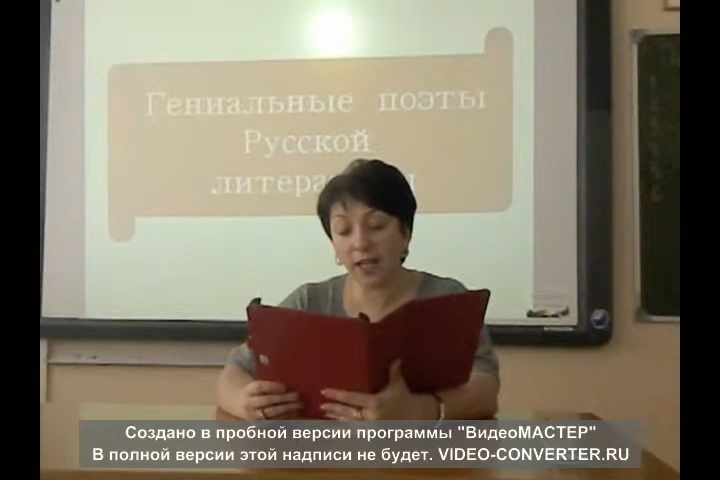 Гениальные поэты
Русской
Создано в пробной версии программы "ВидеоМАСТЕР"
В полной версии этой надписи не будет. VIDEO-CONVERTER.RU